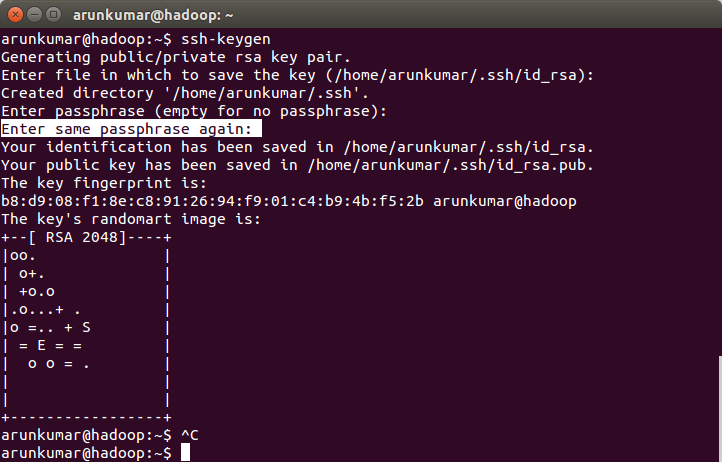 arunkumar@hadoop: ~
arunkumar@hadoop:~$ ssh-keygen
Generating public/private rsa key pair.
Enter file in which to save the key (/home/arunkumar/.ssh/id_rsa):
Created directory '/home/arunkumar/.ssh'.
Enter passphrase (empty for no passphrase):
Enter same passphrase again:
Your identification has been saved in /home/arunkumar/.ssh/id_rsa.
Your public key has been saved in /home/arunkumar/.ssh/id_rsa.pub.
The key fingerprint is:
b8:d9:08:f1:8e:c8:91:26:94:f9:01:c4:b9:4b:f5:2b arunkumar@hadoop
The key's randomart image is:
+--[ RSA 2048]----+
|oo.              |
| o+.             |
| +o.o            |
|.o...+ .         |
|o =.. + S        |
| = E = =         |
|  o o = .        |
|                 |
|                 |
+-----------------+
arunkumar@hadoop:~$ ^C
arunkumar@hadoop:~$